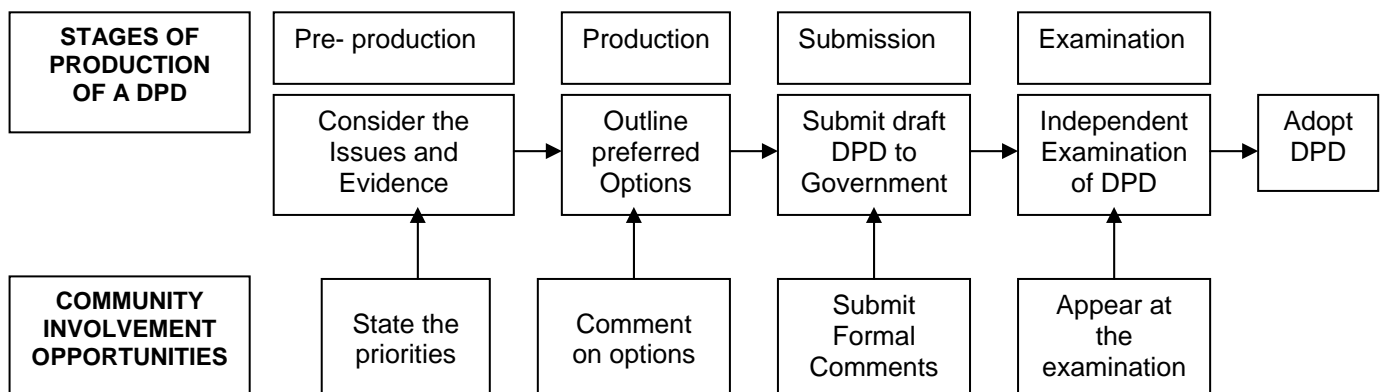 STAGES OF
PRODUCTION
OF A DPD
Pre- production
Production
Submission
Examination
Consider the
Issues and
Evidence
Outline
preferred
Options
Submit draft
DPD to
Government
Independent
Examination
of DPD
Adopt
DPD
COMMUNITY
INVOLVEMENT
OPPORTUNITIES
State the
priorities
Comment
on options
Submit
Formal
Comments
Appear at
the
examination